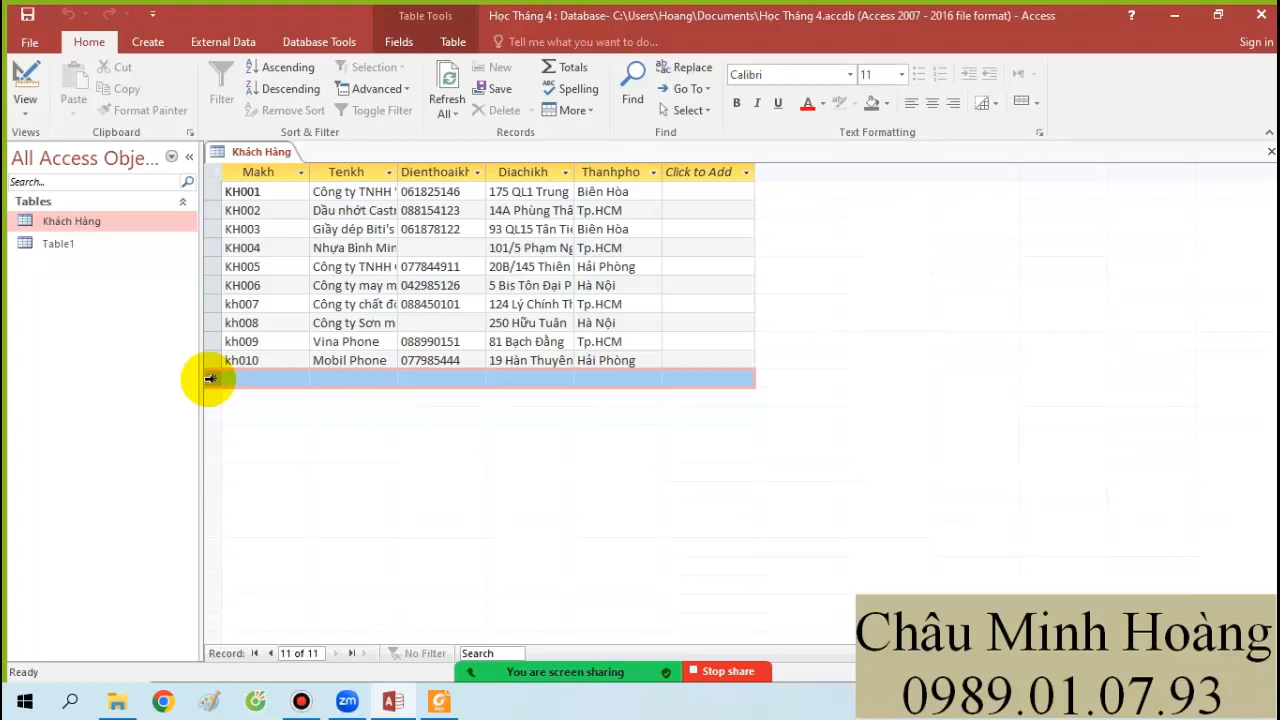 Table Tools
Học Tháng 4 : Database- C:\Users\Hoang\Documents\Học Tháng 4.accdb (Access 2007 - 2016 file format) - Access
?
File Home Create External Data Database Tools Fields Table Tell me what you want to do... Sign in
View
Views
Paste
Cut
Copy
Format Painter
Clipboard
Filter
Ascending
Descending
Remove Sort
Selection
Advanced
Toggle Filter
Sort & Filter
Refresh All
New
Save
Delete
Totals
Spelling
More
Records
Find
Replace
Go To
Select
Find
Calibri 11
B I U A
Text Formatting
All Access Obje...
Search...
Tables
Khách Hàng
Table1
Khách Hàng
Makh Tenkh Dienthoaikh Diachikh Thanhpho Click to Add
KH001 Công ty TNHH 061825146 175 QL1 Trung Biên Hòa
KH002 Dầu nhớt Castr 088154123 14A Phùng Thă Tp.HCM
KH003 Giầy dép Biti's 061878122 93 QL15 Tân Tiế Biên Hòa
KH004 Nhựa Bình Min 101/5 Phạm Ng Tp.HCM
KH005 Công ty TNHH 077844911 20B/145 Thiên Hải Phòng
KH006 Công ty may m 042985126 5 Bis Tôn Đại P Hà Nội
kh007 Công ty chất đố 088450101 124 Lý Chính Th Tp.HCM
kh008 Công ty Sơn m 250 Hữu Tuân Hà Nội
kh009 Vina Phone 088990151 81 Bạch Đằng Tp.HCM
kh010 Mobil Phone 077985444 19 Hàn Thuyên Hải Phòng
Record: 11 of 11 No Filter Search
Ready
You are screen sharing
Stop share
zm
Châu Minh Hoàng
0989.01.07.93